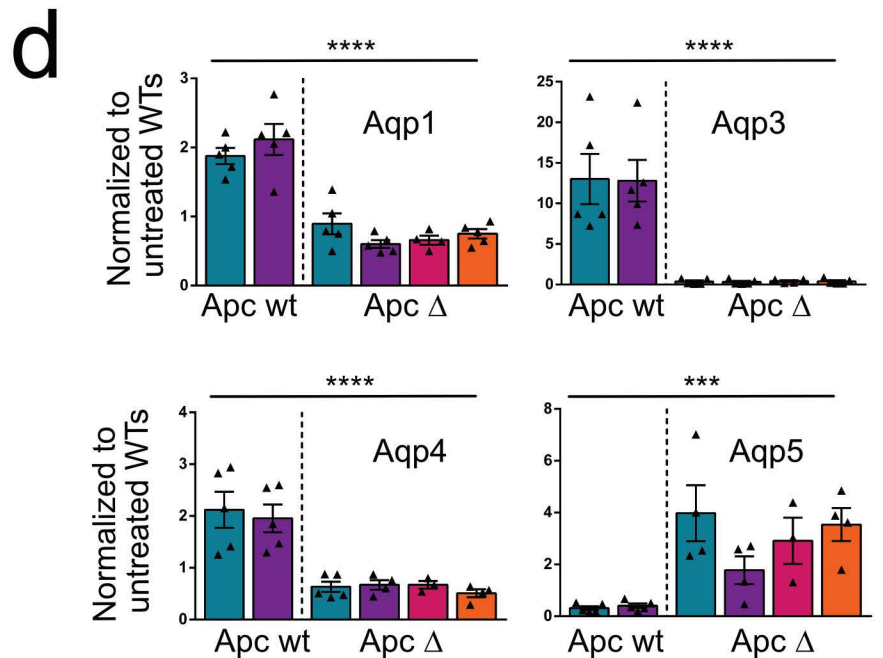 d
****
Normalized to
untreated WTs
3
2
1
0
Aqp1
Apc wt
Apc Δ
****
25
20
15
10
5
0
Aqp3
Apc wt
Apc Δ
****
Normalized to
untreated WTs
4
3
2
1
0
Aqp4
Apc wt
Apc Δ
***
8
6
4
2
0
Aqp5
Apc wt
Apc Δ